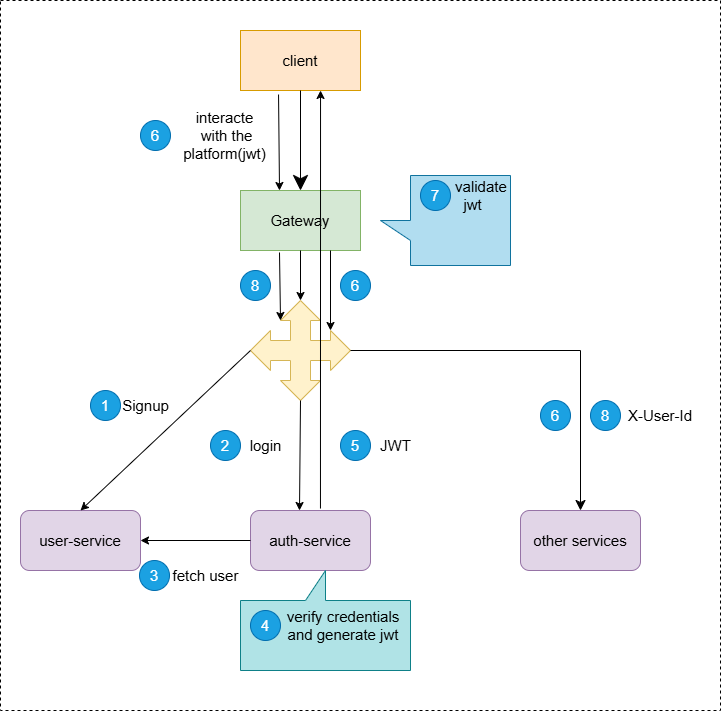 client
6
interacte
with the
platform(jwt)
7
validate
jwt
Gateway
8
6
1
Signup
2
login
5
JWT
6
8
X-User-Id
user-service
auth-service
other services
3
fetch user
4
verify credentials
and generate jwt